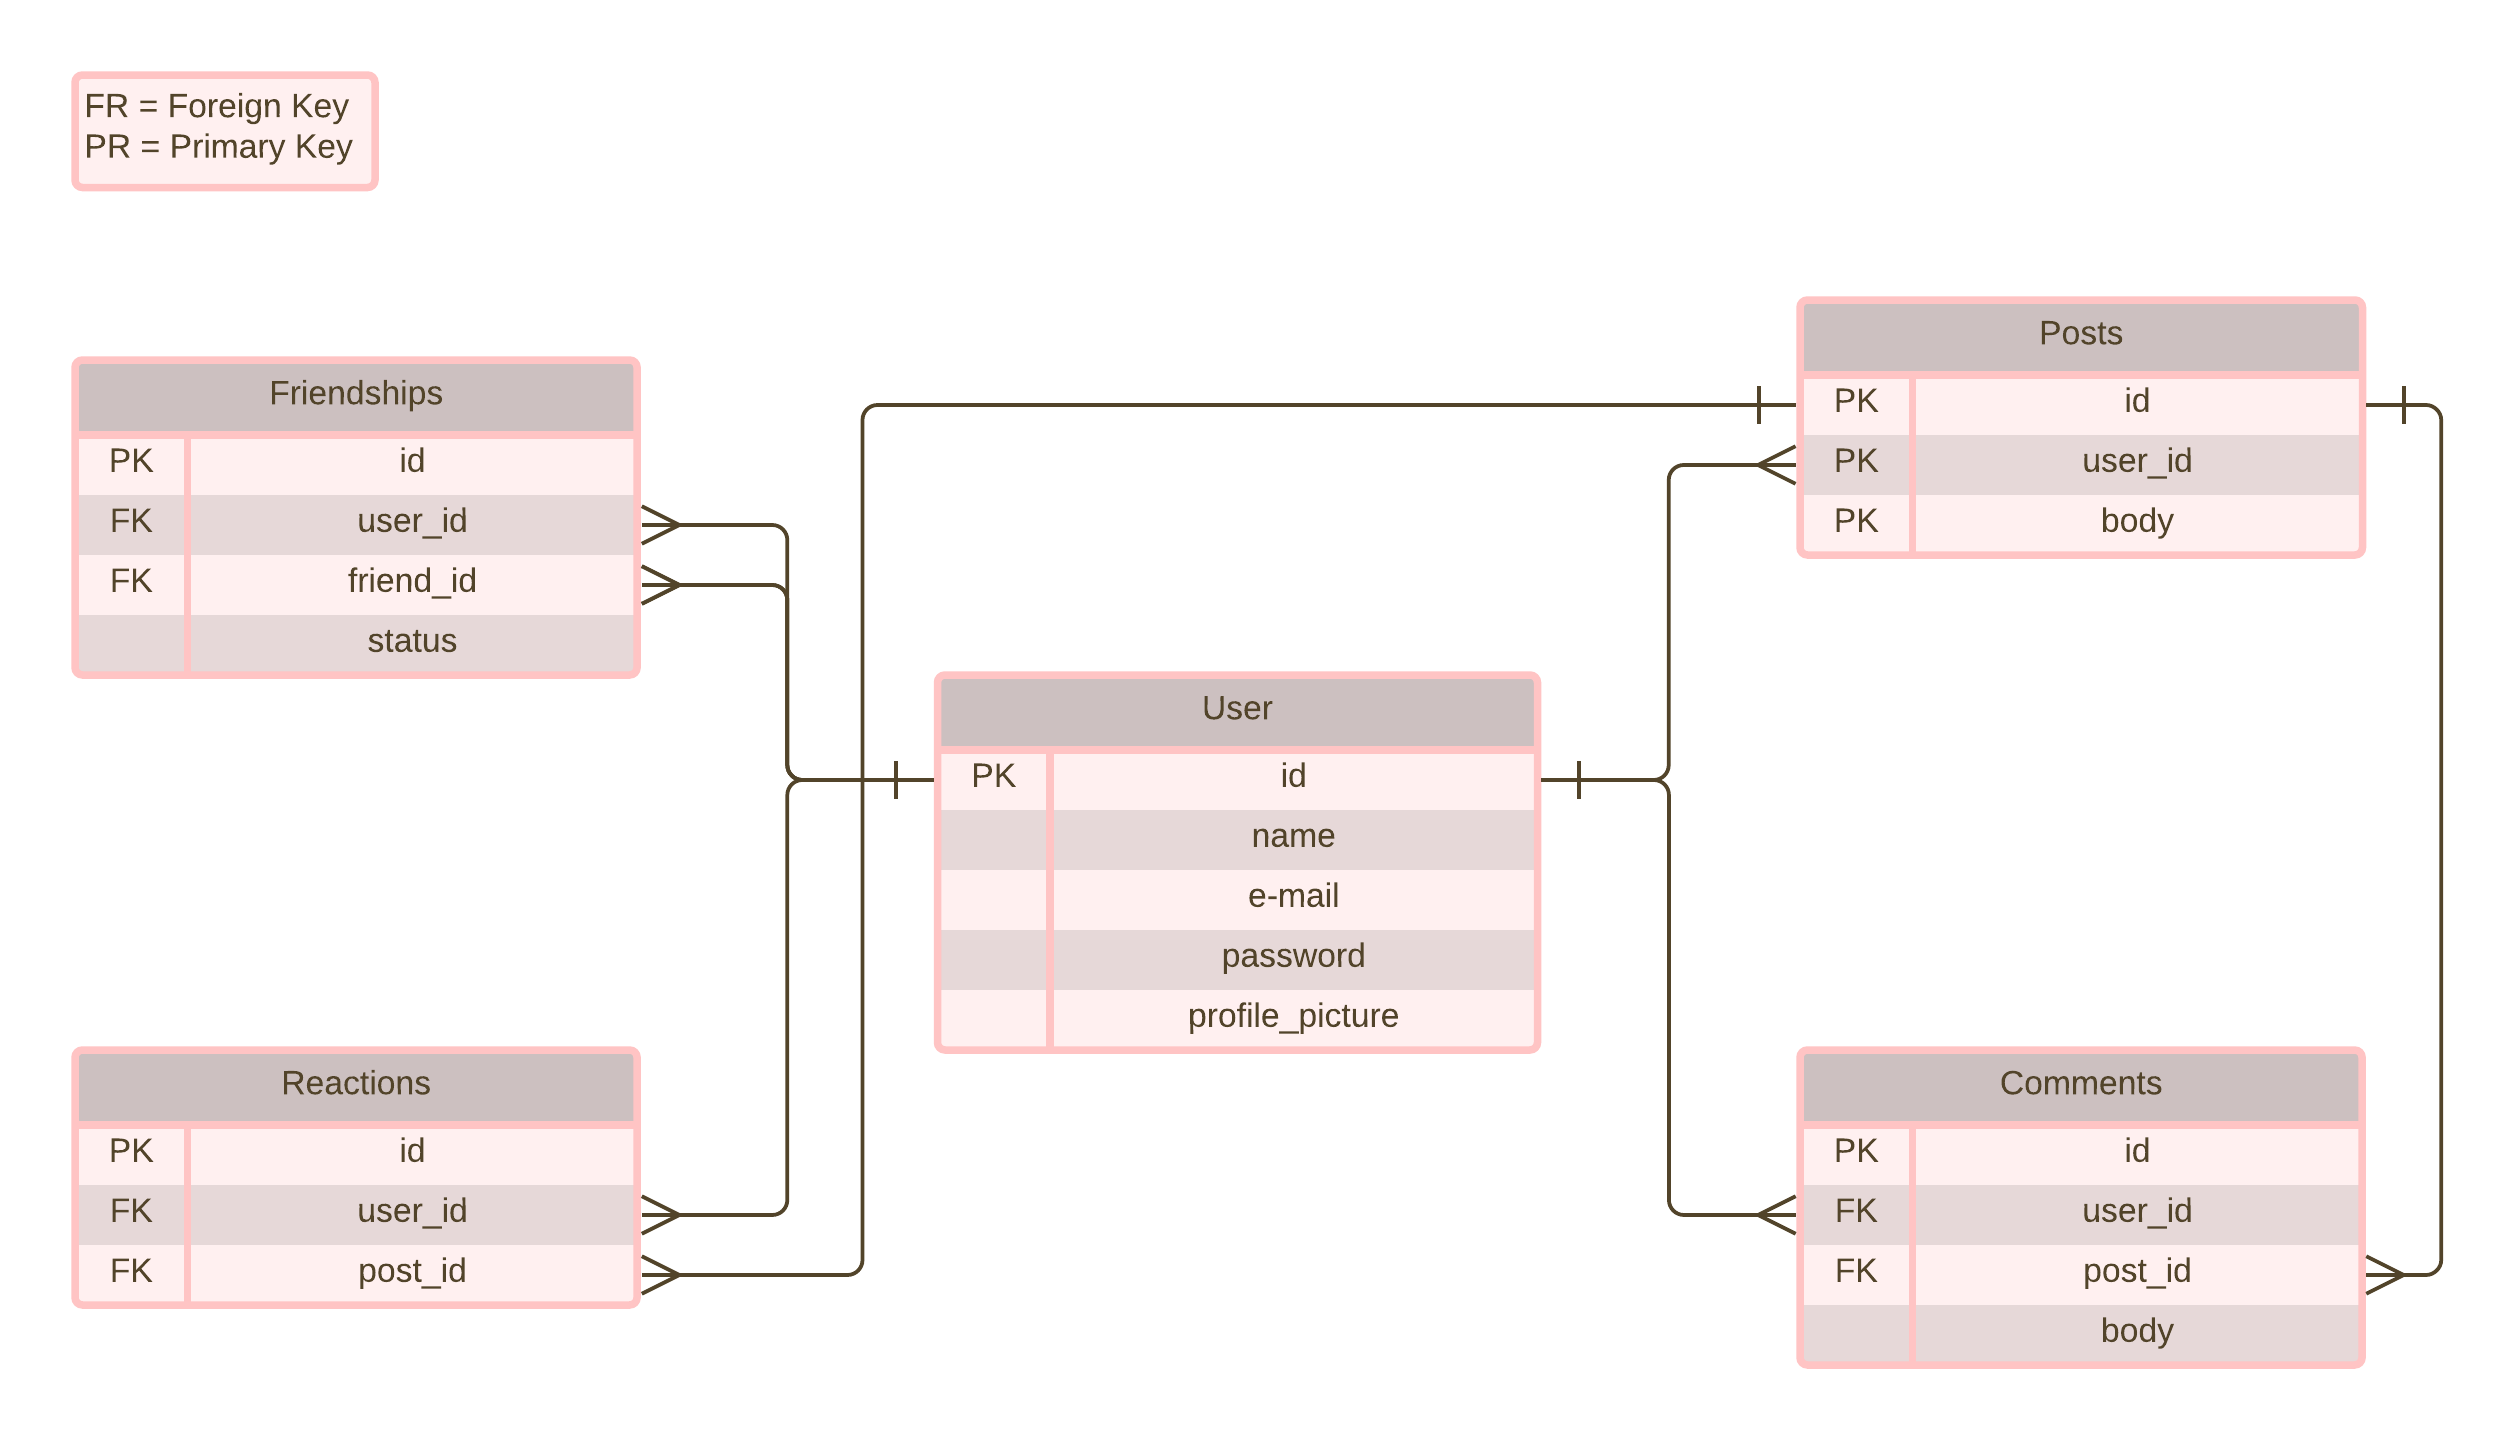 FR = Foreign Key
PR = Primary Key
Friendships
PK id
FK user_id
FK friend_id
status
Posts
PK id
PK user_id
PK body
User
PK id
name
e-mail
password
profile_picture
Reactions
PK id
FK user_id
FK post_id
Comments
PK id
FK user_id
FK post_id
body